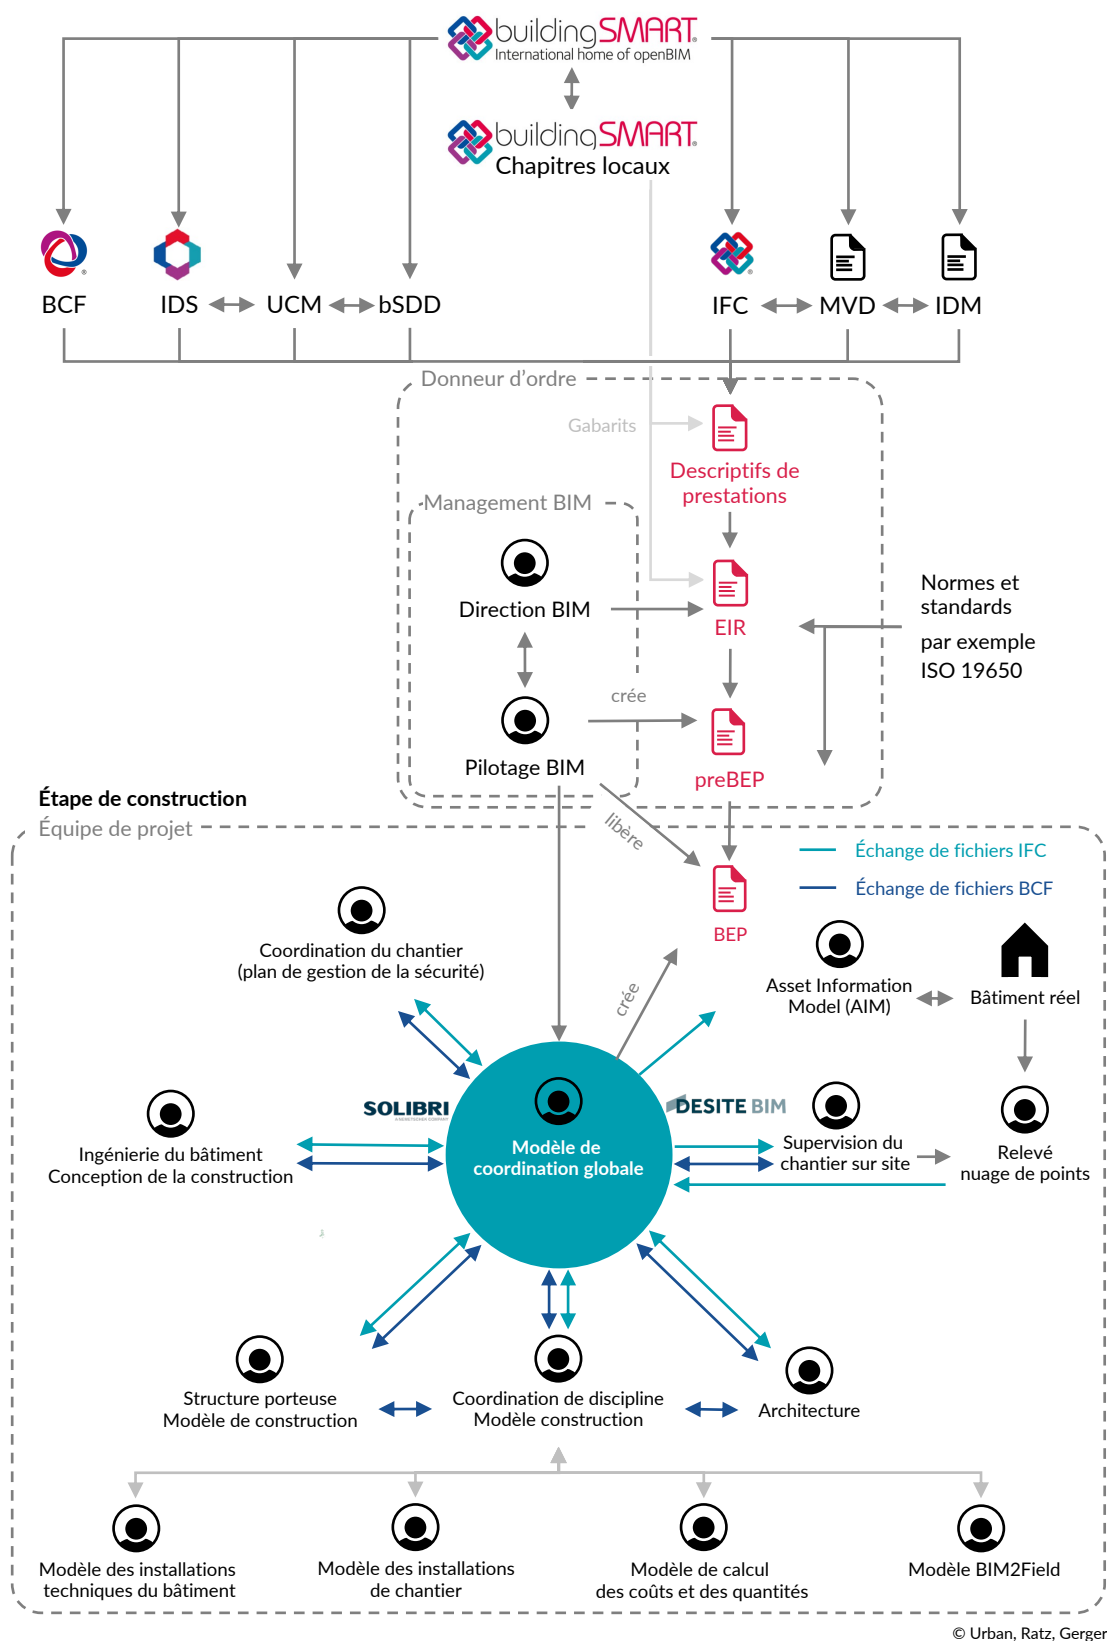 buildingSMART®
International home of openBIM
buildingSMART®
Chapitres locaux
BCF
IDS
UCM
bSDD
IFC
MVD
IDM
Donneur d’ordre
Gabarits
Descriptifs de
prestations
Management BIM
Direction BIM
EIR
Normes et
standards
par exemple
ISO 19650
crée
Pilotage BIM
preBEP
libère
Étape de construction
Équipe de projet
Échange de fichiers IFC
Échange de fichiers BCF
BEP
Coordination du chantier
(plan de gestion de la sécurité)
crée
Asset Information
Model (AIM)
Bâtiment réel
SOLIBRI
DESITE BIM
Modèle de
coordination globale
Ingénierie du bâtiment
Conception de la construction
Supervision du
chantier sur site
Relevé
nuage de points
Structure porteuse
Modèle de construction
Coordination de discipline
Modèle construction
Architecture
Modèle des installations
techniques du bâtiment
Modèle des installations
de chantier
Modèle de calcul
des coûts et des quantités
Modèle BIM2Field
© Urban, Ratz, Gerger